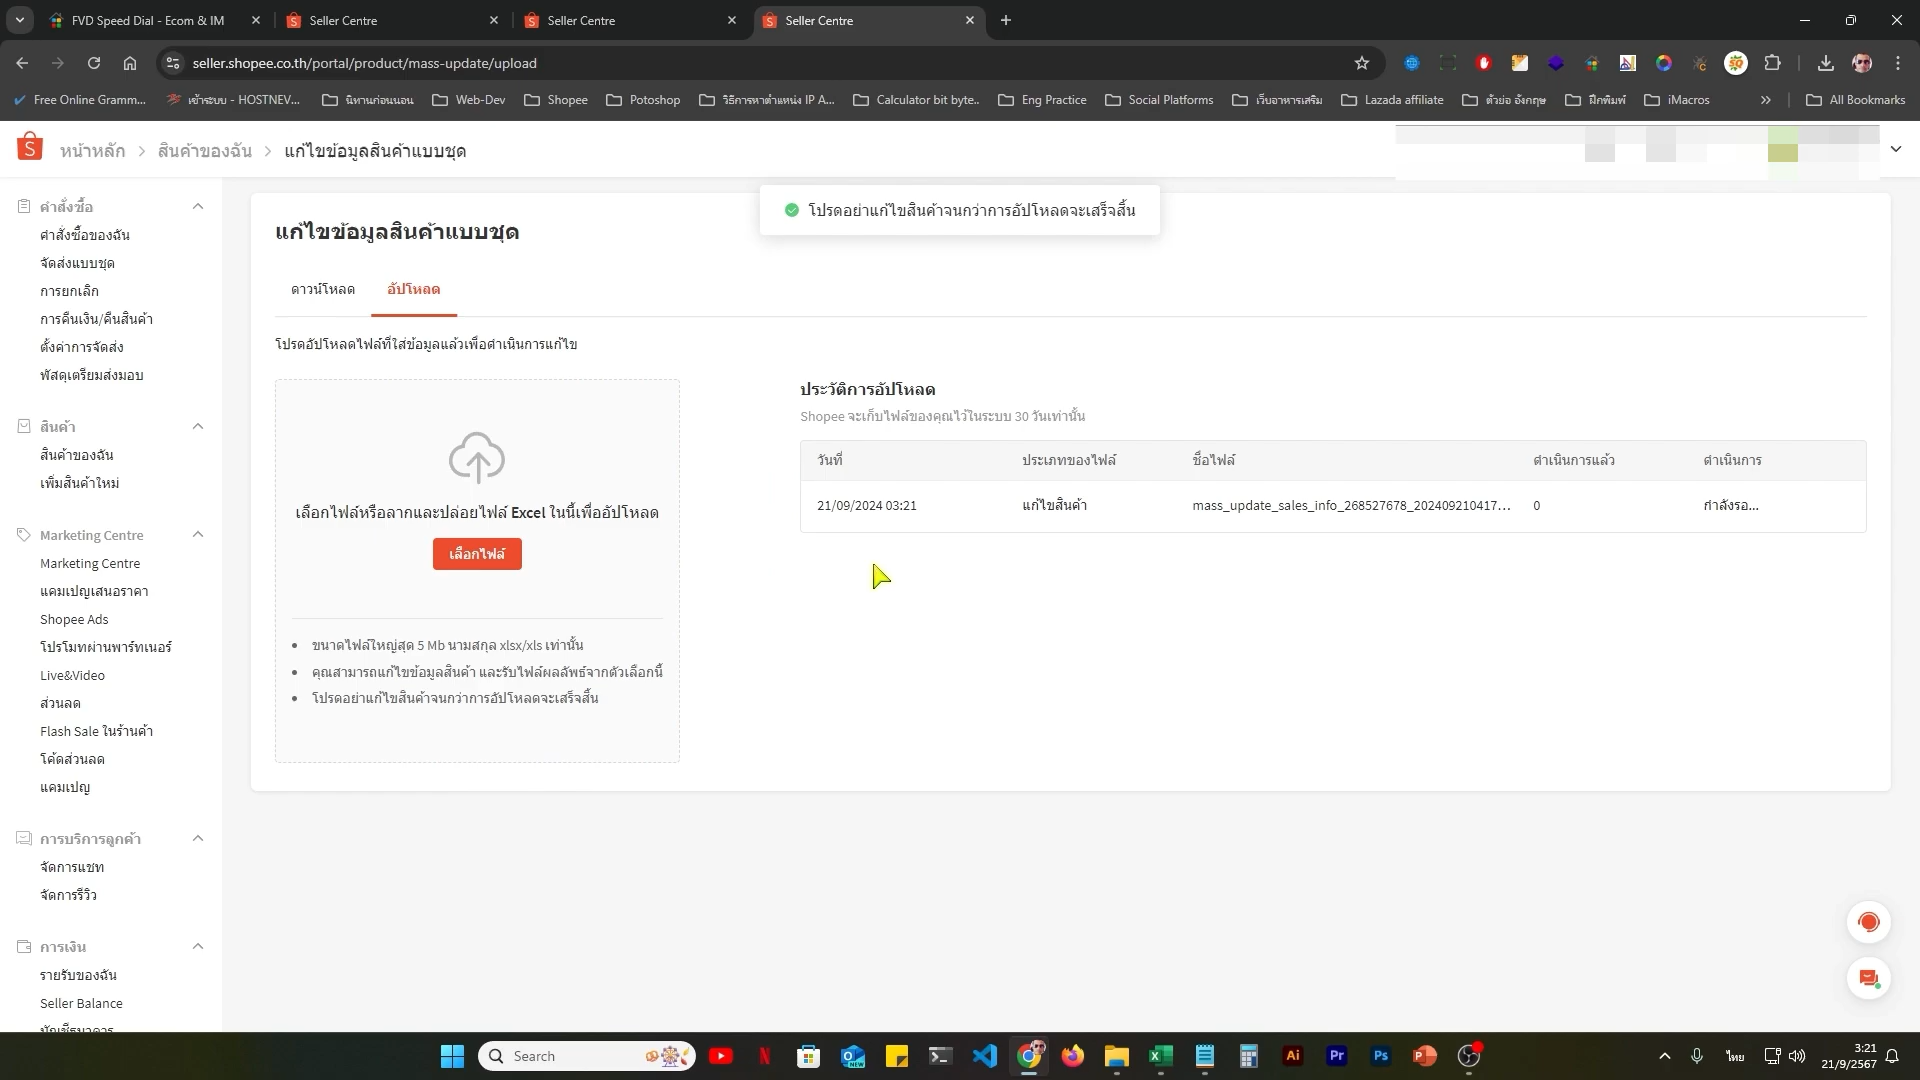 FVD Speed Dial - Ecom & IM
Seller Centre
Seller Centre
Seller Centre
seller.shopee.co.th/portal/product/mass-update/upload
Free Online Gramm...
เข้าระบบ - HOSTNEV...
นิทานก่อนนอน
Web-Dev
Shopee
Potoshop
วิธีการหาตำแหน่ง IP A...
Calculator bit byte..
Eng Practice
Social Platforms
เว็บอาหารเสริม
Lazada affiliate
ตัวย่อ อังกฤษ
ฝึกพิมพ์
iMacros
All Bookmarks
หน้าหลัก > สินค้าของฉัน > แก้ไขข้อมูลสินค้าแบบชุด
โปรดอย่าแก้ไขสินค้าจนกว่าการอัปโหลดจะเสร็จสิ้น
คำสั่งซื้อ
คำสั่งซื้อของฉัน
จัดส่งแบบชุด
การยกเลิก
การคืนเงิน/คืนสินค้า
ตั้งค่าการจัดส่ง
พัสดุเตรียมส่งมอบ
สินค้า
สินค้าของฉัน
เพิ่มสินค้าใหม่
Marketing Centre
Marketing Centre
แคมเปญเสนอราคา
Shopee Ads
โปรโมทผ่านพาร์ทเนอร์
Live&Video
ส่วนลด
Flash Sale ในร้านค้า
โค้ดส่วนลด
แคมเปญ
การบริการลูกค้า
จัดการแชท
จัดการรีวิว
การเงิน
รายรับของฉัน
Seller Balance
บัญชีธนาคาร
แก้ไขข้อมูลสินค้าแบบชุด
ดาวน์โหลด
อัปโหลด
โปรดอัปโหลดไฟล์ที่ใส่ข้อมูลแล้วเพื่อดำเนินการแก้ไข
เลือกไฟล์หรือลากและปล่อยไฟล์ Excel ในนี้เพื่ออัปโหลด
เลือกไฟล์
ขนาดไฟล์ใหญ่สุด 5 Mb นามสกุล xlsx/xls เท่านั้น
คุณสามารถแก้ไขข้อมูลสินค้า และรับไฟล์ผลลัพธ์จากตัวเลือกนี้
โปรดอย่าแก้ไขสินค้าจนกว่าการอัปโหลดจะเสร็จสิ้น
ประวัติการอัปโหลด
Shopee จะเก็บไฟล์ของคุณไว้ในระบบ 30 วันเท่านั้น
วันที่ ประเภทของไฟล์ ชื่อไฟล์ ดำเนินการแล้ว ดำเนินการ
21/09/2024 03:21 แก้ไขสินค้า mass_update_sales_info_268527678_202409210417... 0 กำลังรอ...
Search
ไทย
3:21
21/9/2567